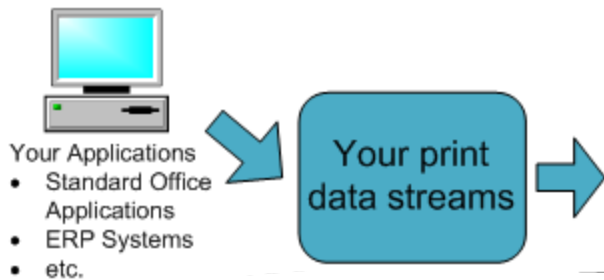 Your Applications
• Standard Office
Applications
• ERP Systems
• etc.
Your print
data streams